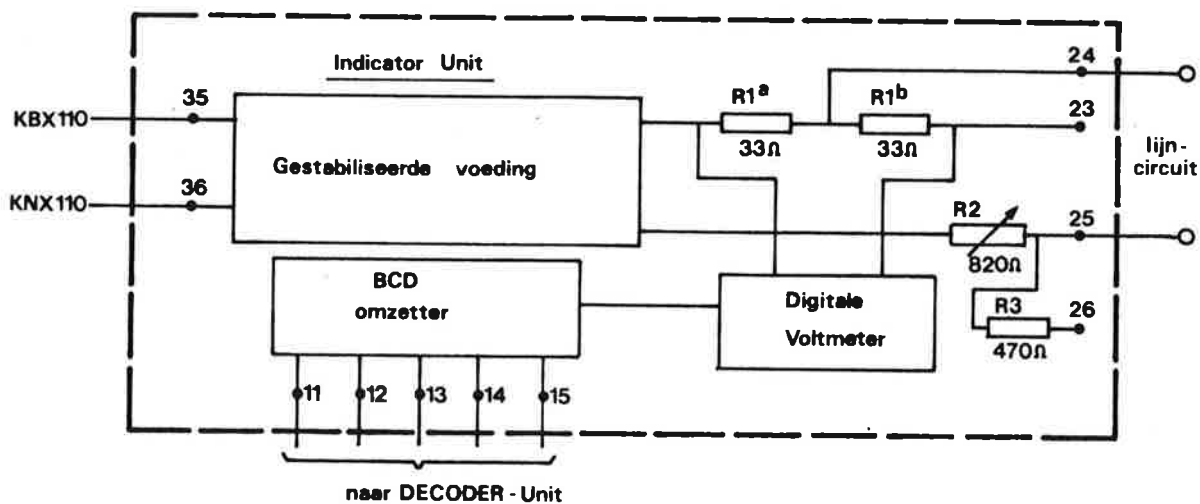 Indicator Unit
24
35
R1a
R1b
23
KBX110
33Ω
33Ω
lijn-
circuit
Gestabiliseerde voeding
36
KNX110
R2
25
820Ω
BCD
omzetter
Digitale
Voltmeter
R3
26
470Ω
11
12
13
14
15
naar DECODER - Unit